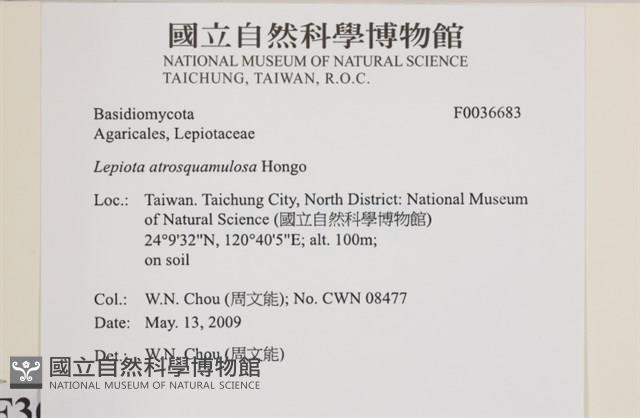 國立自然科學博物館
NATIONAL MUSEUM OF NATURAL SCIENCE
TAICHUNG, TAIWAN, R.O.C.
Basidiomycota F0036683
Agaricales, Lepiotaceae
Lepiota atrosquamulosa Hongo
Loc.: Taiwan. Taichung City, North District: National Museum
of Natural Science (國立自然科學博物館)
24°9'32"N, 120°40'5"E; alt. 100m;
on soil
Col.: W.N. Chou (周文能); No. CWN 08477
Date: May. 13, 2009
Det.: W.N. Chou (周文能)
國立自然科學博物館
NATIONAL MUSEUM OF NATURAL SCIENCE